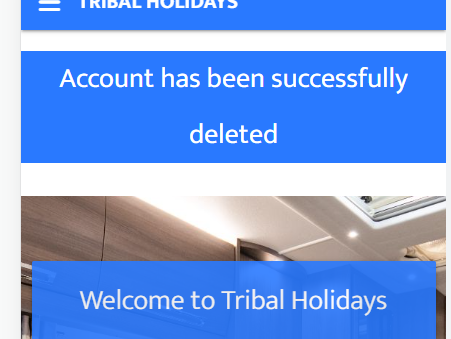 TRIBAL HOLIDAYS
Account has been successfully
deleted
Welcome to Tribal Holidays